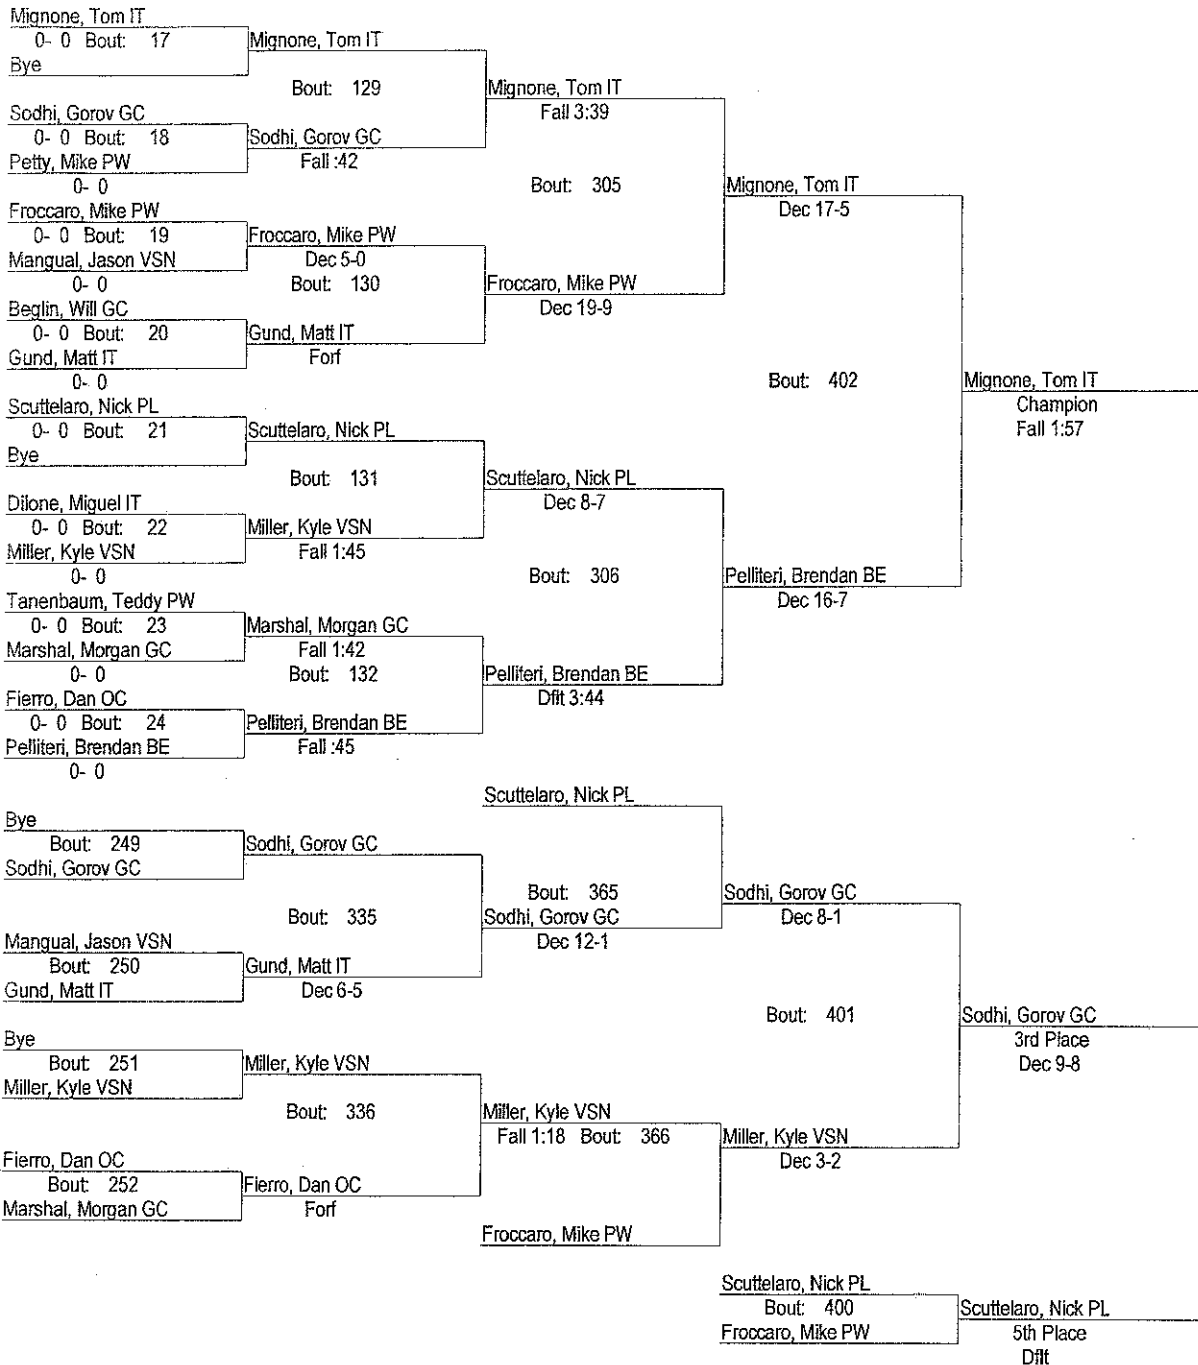 Mignone, Tom IT
0- 0 Bout: 17
Bye
Mignone, Tom IT
Bout: 129
Sodhi, Gorov GC
0- 0 Bout: 18
Petty, Mike PW
0- 0
Sodhi, Gorov GC
Fall :42
Mignone, Tom IT
Fall 3:39
Bout: 305
Froccaro, Mike PW
0- 0 Bout: 19
Mangual, Jason VSN
0- 0
Froccaro, Mike PW
Dec 5-0
Bout: 130
Beglin, Will GC
0- 0 Bout: 20
Gund, Matt IT
0- 0
Gund, Matt IT
Forf
Froccaro, Mike PW
Dec 19-9
Mignone, Tom IT
Dec 17-5
Bout: 402
Mignone, Tom IT
Champion
Fall 1:57
Scuttelaro, Nick PL
0- 0 Bout: 21
Bye
Scuttelaro, Nick PL
Bout: 131
Dilone, Miguel IT
0- 0 Bout: 22
Miller, Kyle VSN
0- 0
Miller, Kyle VSN
Fall 1:45
Scuttelaro, Nick PL
Dec 8-7
Bout: 306
Tanenbaum, Teddy PW
0- 0 Bout: 23
Marshal, Morgan GC
0- 0
Marshal, Morgan GC
Fall 1:42
Bout: 132
Fierro, Dan OC
0- 0 Bout: 24
Pelliteri, Brendan BE
0- 0
Pelliteri, Brendan BE
Fall :45
Pelliteri, Brendan BE
Dflt 3:44
Pelliteri, Brendan BE
Dec 16-7
Scuttelaro, Nick PL
Bye
Bout: 249
Sodhi, Gorov GC
Sodhi, Gorov GC
Bout: 335
Mangual, Jason VSN
Bout: 250
Gund, Matt IT
Gund, Matt IT
Dec 6-5
Bout: 365
Sodhi, Gorov GC
Dec 12-1
Sodhi, Gorov GC
Dec 8-1
Bout: 401
Sodhi, Gorov GC
3rd Place
Dec 9-8
Bye
Bout: 251
Miller, Kyle VSN
Miller, Kyle VSN
Bout: 336
Fierro, Dan OC
Bout: 252
Marshal, Morgan GC
Fierro, Dan OC
Forf
Miller, Kyle VSN
Fall 1:18 Bout: 366
Froccaro, Mike PW
Miller, Kyle VSN
Dec 3-2
Scuttelaro, Nick PL
Bout: 400
Froccaro, Mike PW
Scuttelaro, Nick PL
5th Place
Dflt